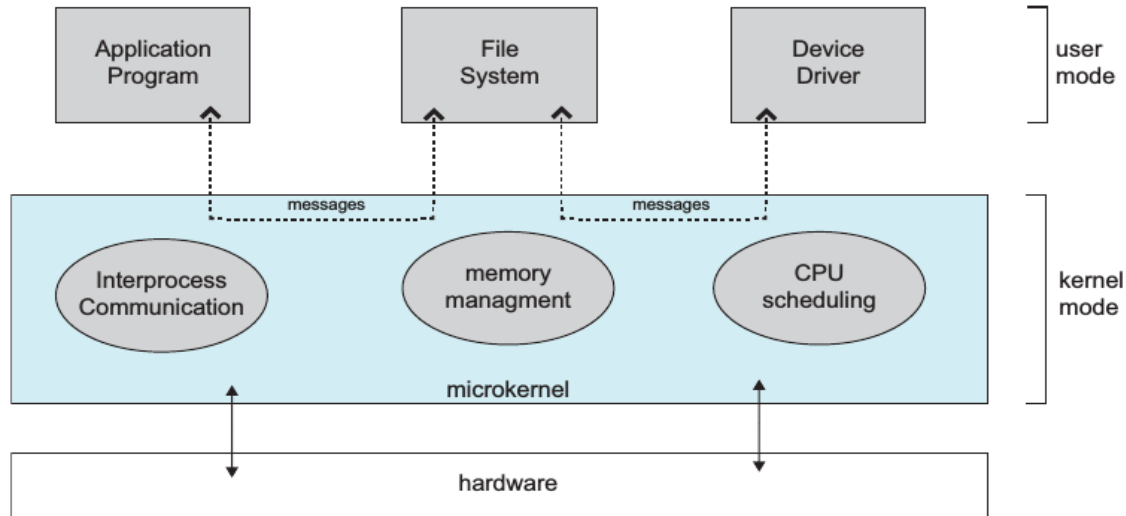 Application
Program
File
System
Device
Driver
user
mode
messages
messages
Interprocess
Communication
memory
managment
CPU
scheduling
kernel
mode
microkernel
hardware